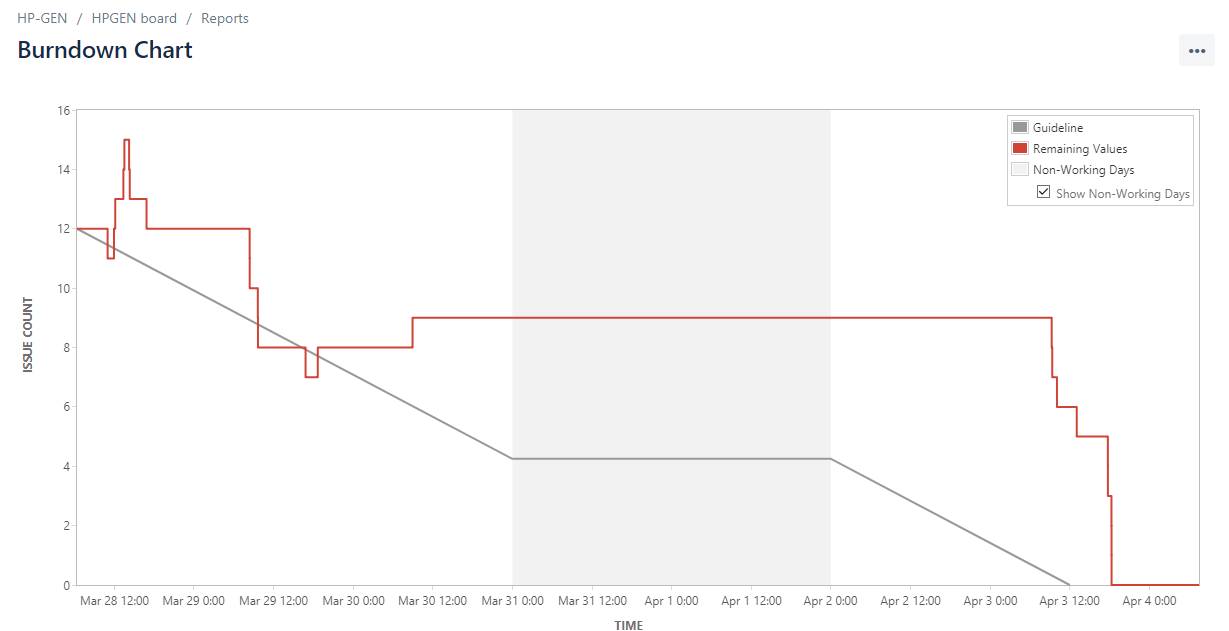 HP-GEN / HPGEN board / Reports
Burndown Chart
•••
16
14
12
10
8
6
4
2
0
ISSUE COUNT
Guideline
Remaining Values
Non-Working Days
Show Non-Working Days
Mar 28 12:00 Mar 29 0:00 Mar 29 12:00 Mar 30 0:00 Mar 30 12:00 Mar 31 0:00 Mar 31 12:00 Apr 1 0:00 Apr 1 12:00 Apr 2 0:00 Apr 2 12:00 Apr 3 0:00 Apr 3 12:00 Apr 4 0:00
TIME